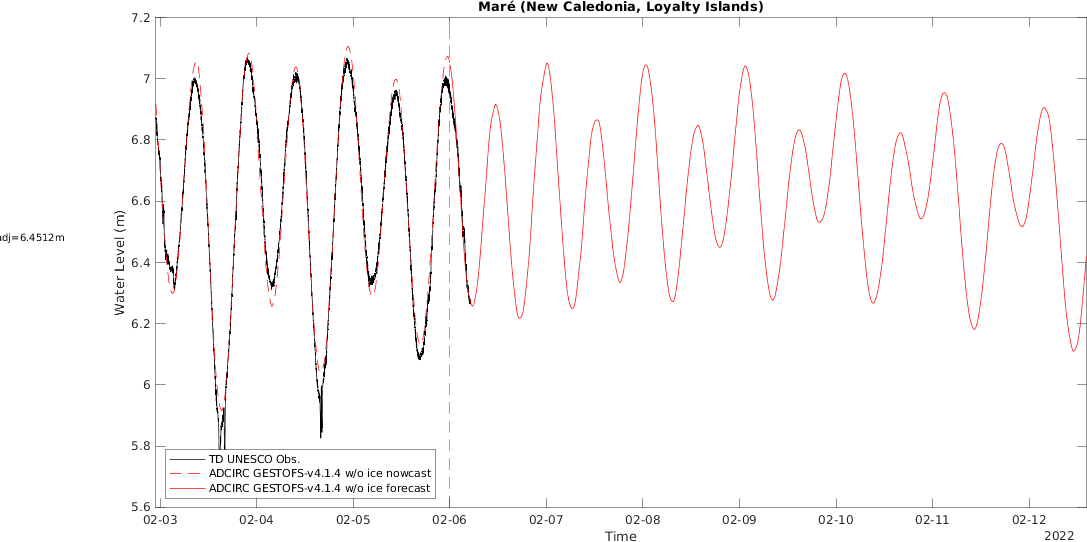 Maré (New Caledonia, Loyalty Islands)
7.2
7
6.8
6.6
6.4
6.2
6
5.8
5.6
Water Level (m)
adj=6.4512m
TD UNESCO Obs.
ADCIRC GESTOFS-v4.1.4 w/o ice nowcast
ADCIRC GESTOFS-v4.1.4 w/o ice forecast
02-03 02-04 02-05 02-06 02-07 02-08 02-09 02-10 02-11 02-12
Time
2022